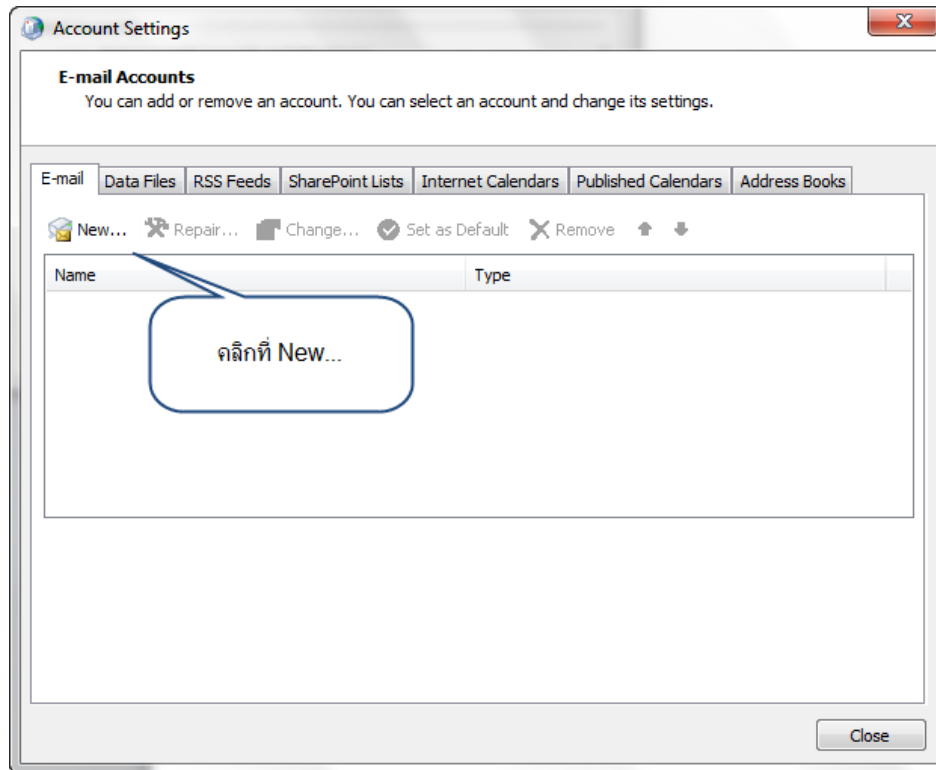 Account Settings
E-mail Accounts
You can add or remove an account. You can select an account and change its settings.
E-mail Data Files RSS Feeds SharePoint Lists Internet Calendars Published Calendars Address Books
New... Repair... Change... Set as Default Remove
Name Type
คลิกที่ New...
Close